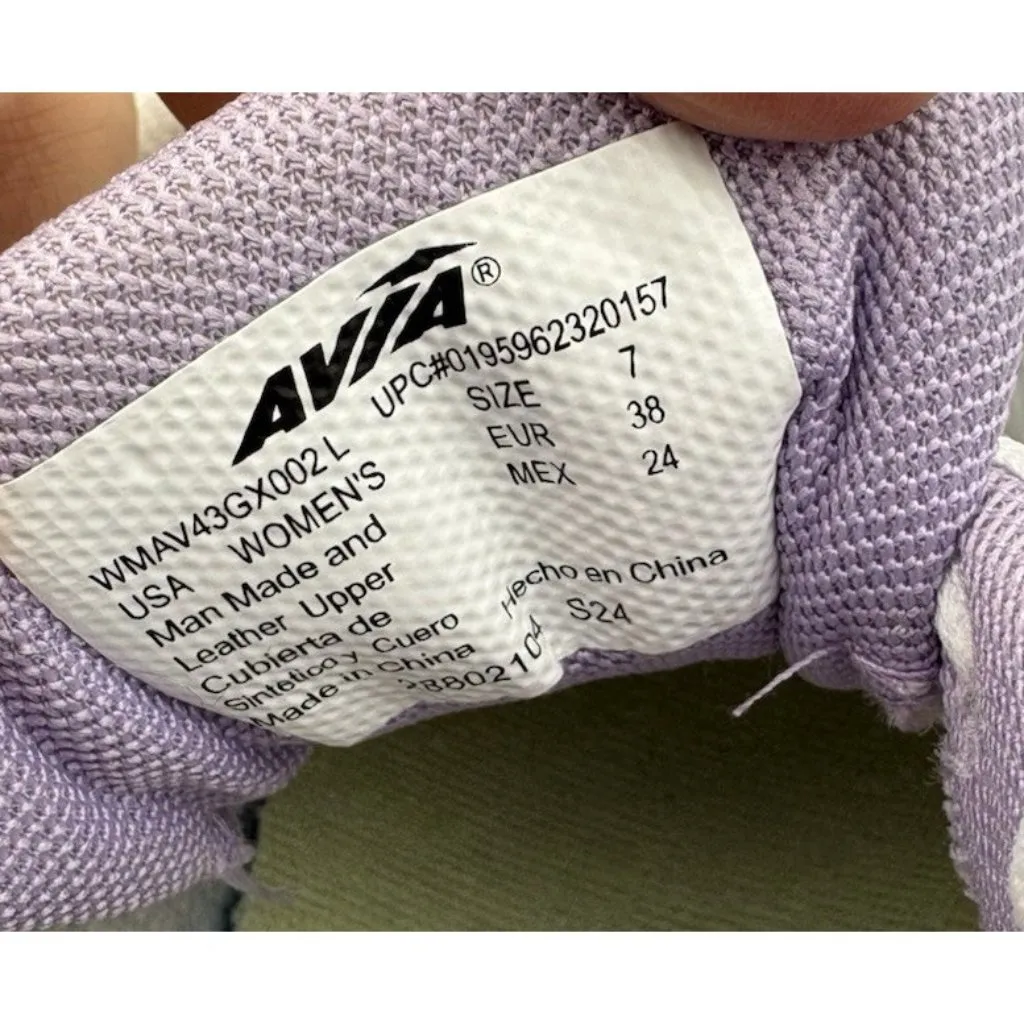 AVIA®
UPC#0195962320157
SIZE 7
EUR 38
MEX 24
WMAV43GX002 L
USA WOMEN'S
Man Made and
Leather Upper
Cubierta de
Sintetico y Cuero
Made in China
Hecho en China
S24